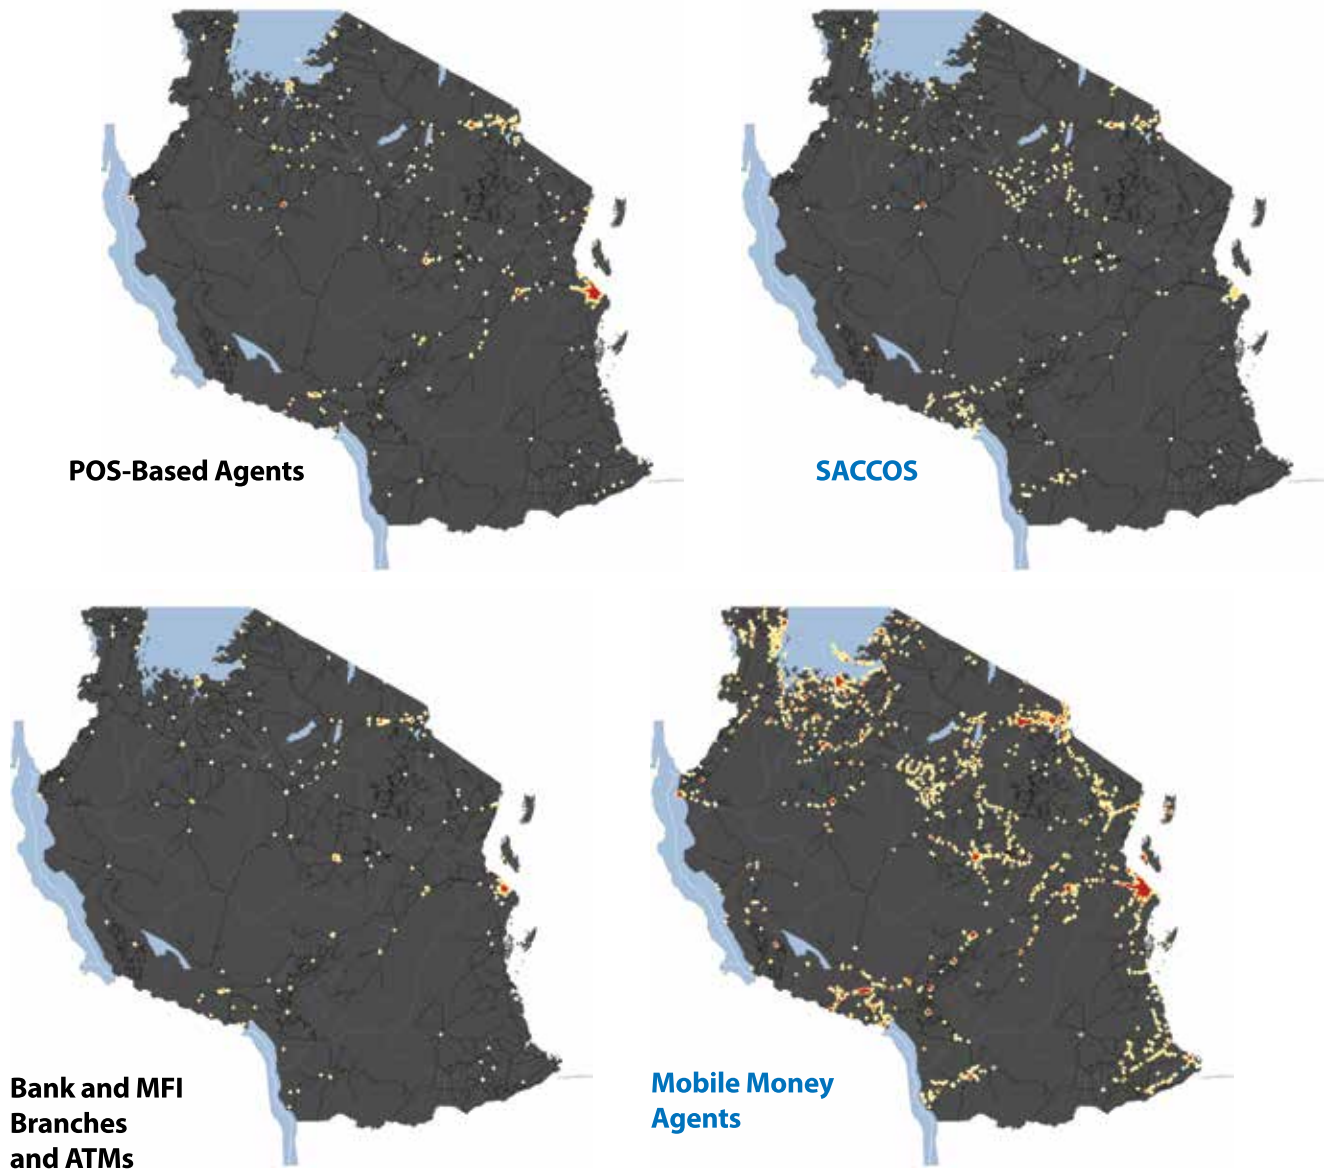 POS-Based Agents
SACCOS
Bank and MFI
Branches
and ATMs
Mobile Money
Agents